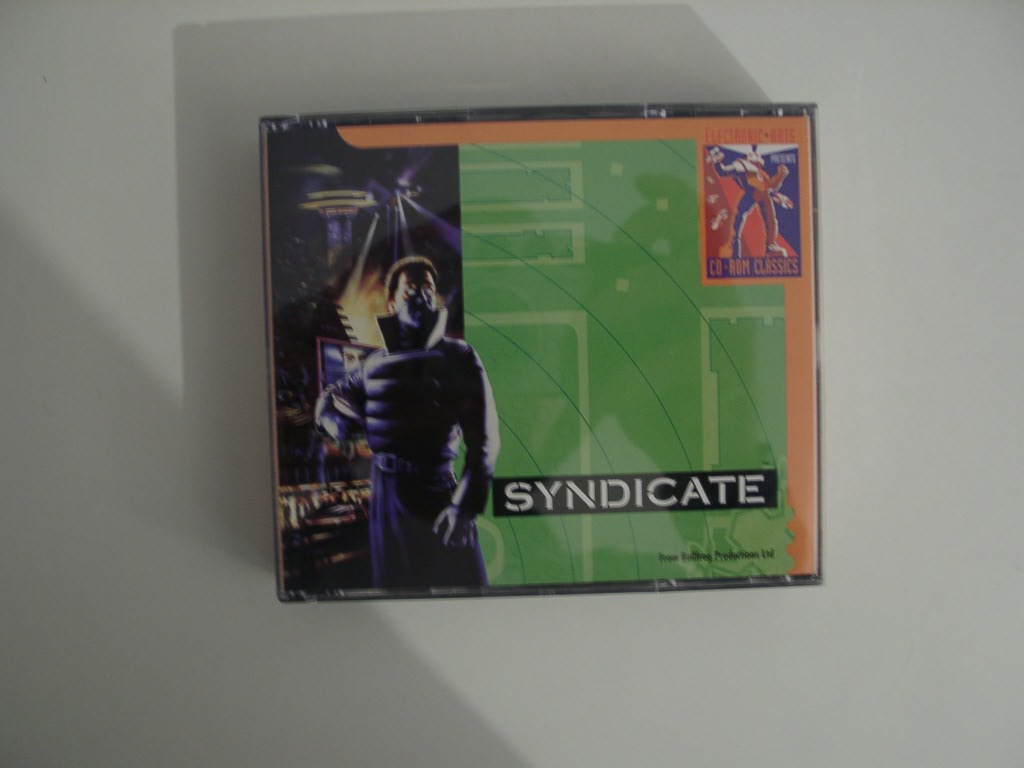 ELECTRONIC•ARTS
PRESENTS
CD•ROM CLASSICS
SYNDICATE
From Bullfrog Productions Ltd